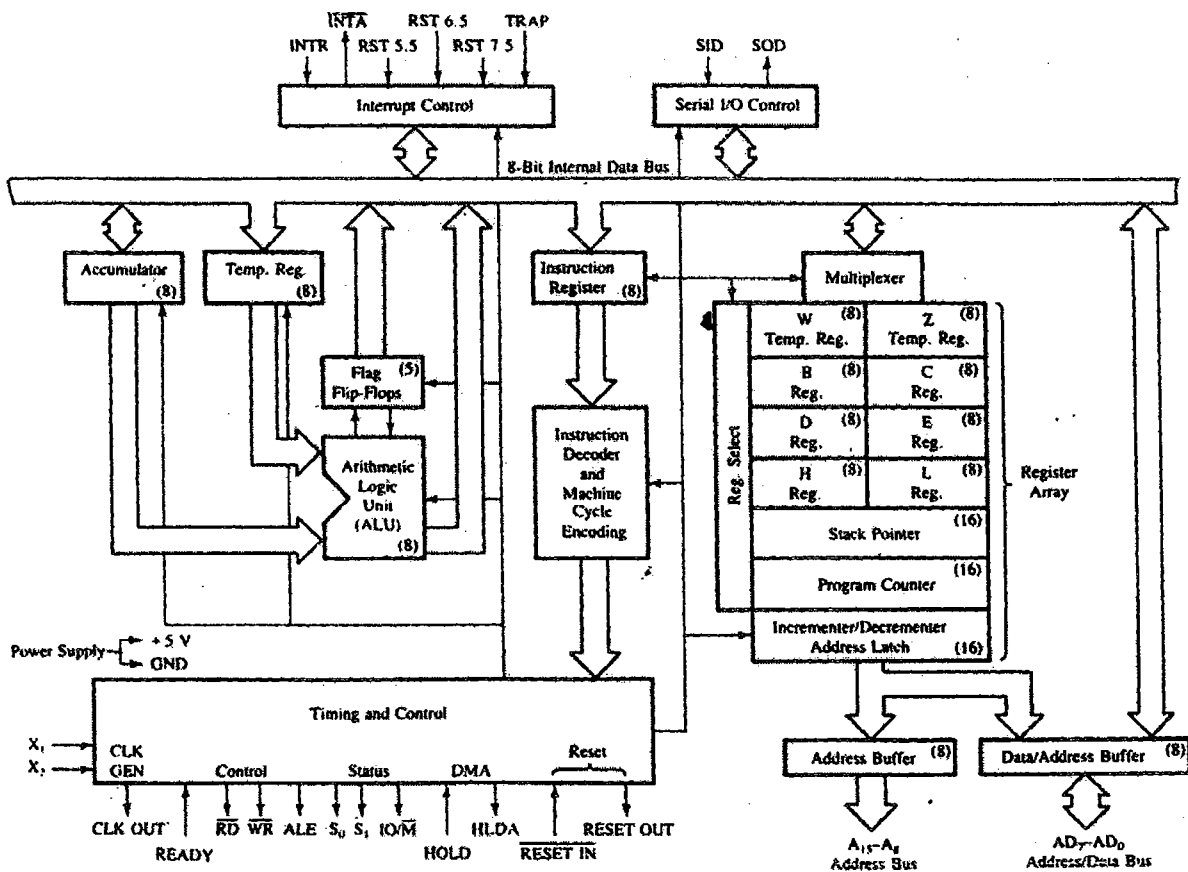 INTA RST 6.5 TRAP
INTR RST 5.5 RST 7.5
SID SOD
Interrupt Control
Serial I/O Control
8-Bit Internal Data Bus
Accumulator
(8)
Temp. Reg.
(8)
Instruction
Register
(8)
Multiplexer
Flag
Flip-Flops
(5)
Arithmetic
Logic
Unit
(ALU)
(8)
Instruction
Decoder
and
Machine
Cycle
Encoding
Reg. Select
W (8)
Temp. Reg.
Z (8)
Temp. Reg.
B (8)
Reg.
C (8)
Reg.
D (8)
Reg.
E (8)
Reg.
H (8)
Reg.
L (8)
Reg.
Register
Array
Stack Pointer (16)
Program Counter (16)
Incrementer/Decrementer
Address Latch (16)
Power Supply
+5 V
GND
Timing and Control
X₁
X₂
CLK
GEN
Control Status DMA Reset
CLK OUT RD WR ALE S₀ S₁ IO/M HLDA RESET OUT
READY HOLD RESET IN
Address Buffer (8)
Data/Address Buffer (8)
A₁₅–A₈
Address Bus
AD₇–AD₀
Address/Data Bus